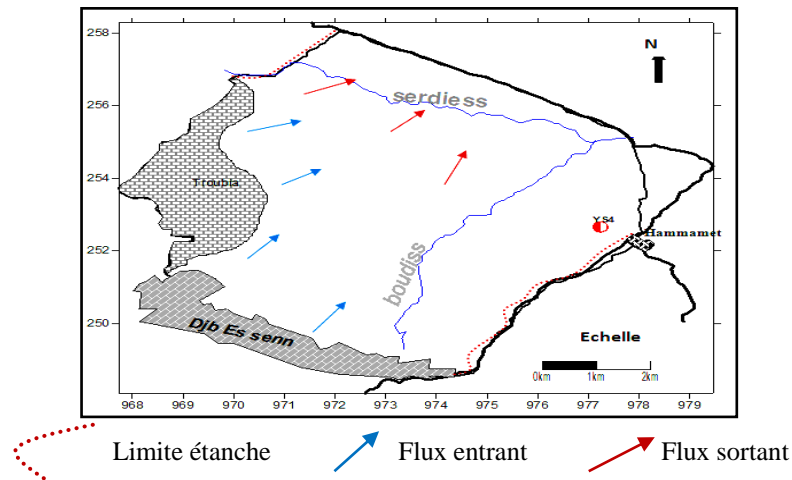 258
256
254
252
250
N
serdiess
Troubia
Y54
Hammamet
boudiss
Djb Es senn
Echelle
0km 1km 2km
968 969 970 971 972 973 974 975 976 977 978 979
Limite étanche Flux entrant Flux sortant